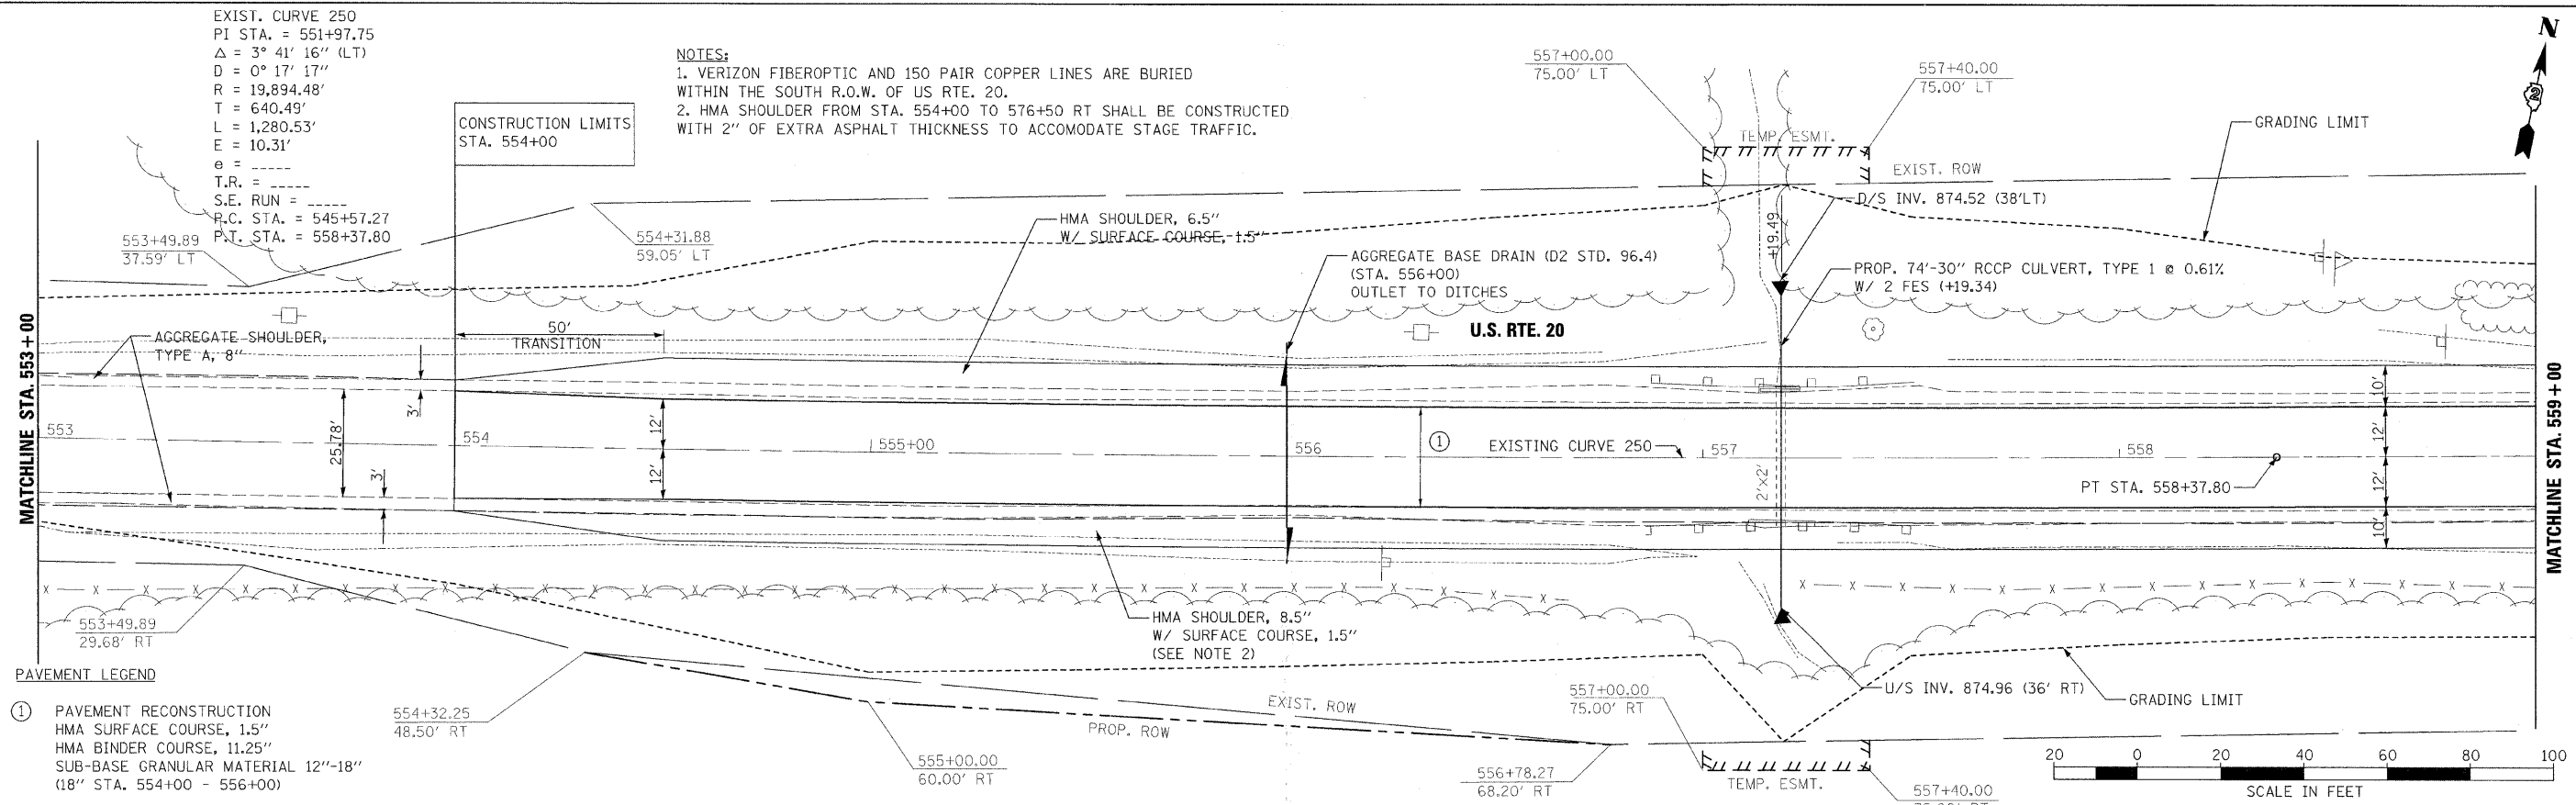 EXIST. CURVE 250
PI STA. = 551+97.75
Δ = 3° 41' 16" (LT)
D = 0° 17' 17"
R = 19,894.48'
T = 640.49'
L = 1,280.53'
E = 10.31'
e = -----
T.R. = -----
S.E. RUN = -----
P.C. STA. = 545+57.27
P.T. STA. = 558+37.80
NOTES:
1. VERIZON FIBEROPTIC AND 150 PAIR COPPER LINES ARE BURIED
WITHIN THE SOUTH R.O.W. OF US RTE. 20.
2. HMA SHOULDER FROM STA. 554+00 TO 576+50 RT SHALL BE CONSTRUCTED
WITH 2" OF EXTRA ASPHALT THICKNESS TO ACCOMODATE STAGE TRAFFIC.
CONSTRUCTION LIMITS
STA. 554+00
557+00.00
75.00' LT
557+40.00
75.00' LT
N
2
GRADING LIMIT
TEMP. ESMT.
EXIST. ROW
D/S INV. 874.52 (38'LT)
553+49.89
37.59' LT
554+31.88
59.05' LT
HMA SHOULDER, 6.5"
W/ SURFACE COURSE, 1.5"
+19.49
AGGREGATE BASE DRAIN (D2 STD. 96.4)
(STA. 556+00)
OUTLET TO DITCHES
PROP. 74'-30" RCCP CULVERT, TYPE 1 @ 0.61%
W/ 2 FES (+19.34)
MATCHLINE STA. 553+00
AGGREGATE SHOULDER,
TYPE A, 8"
50'
TRANSITION
U.S. RTE. 20
MATCHLINE STA. 559+00
3'
25.78'
3'
12'
12'
10'
12'
12'
10'
553
554
555+00
556
1
EXISTING CURVE 250
557
558
2'x2'
PT STA. 558+37.80
X X X X X X X X X X X X X X X X X X X X
553+49.89
29.68' RT
HMA SHOULDER, 8.5"
W/ SURFACE COURSE, 1.5"
(SEE NOTE 2)
PAVEMENT LEGEND
1 PAVEMENT RECONSTRUCTION
HMA SURFACE COURSE, 1.5"
HMA BINDER COURSE, 11.25"
SUB-BASE GRANULAR MATERIAL 12"-18"
(18" STA. 554+00 - 556+00)
554+32.25
48.50' RT
555+00.00
60.00' RT
EXIST. ROW
PROP. ROW
556+78.27
68.20' RT
557+00.00
75.00' RT
U/S INV. 874.96 (36' RT)
GRADING LIMIT
TEMP. ESMT.
557+40.00
20 0 20 40 60 80 100
SCALE IN FEET